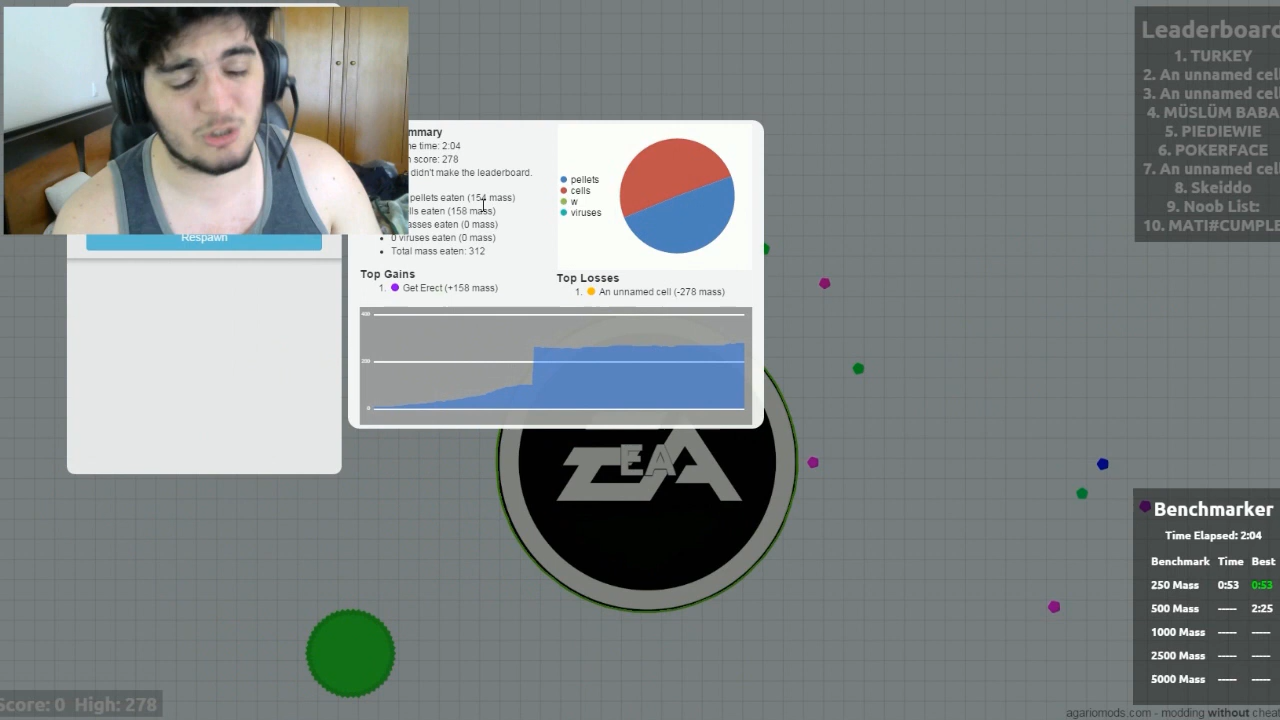 mmary
e time: 2:04
score: 278
didn't make the leaderboard.
pellets eaten (154 mass)
lls eaten (158 mass)
asses eaten (0 mass)
0 viruses eaten (0 mass)
Total mass eaten: 312
pellets
cells
w
viruses
Top Gains
1. Get Erect (+158 mass)
Top Losses
1. An unnamed cell (-278 mass)
400
200
0
Respawn
EA
EA
Leaderboard
1. TURKEY
2. An unnamed cell
3. An unnamed cell
4. MÜSLÜM BABA
5. PIEDIEWIE
6. POKERFACE
7. An unnamed cell
8. Skeiddo
9. Noob List:
10. MATI#CUMPLE
Benchmarker
Time Elapsed: 2:04
Benchmark Time Best
250 Mass 0:53 0:53
500 Mass ----- 2:25
1000 Mass ----- -----
2500 Mass ----- -----
5000 Mass ----- -----
Score: 0 High: 278
agariomods.com - modding without cheat